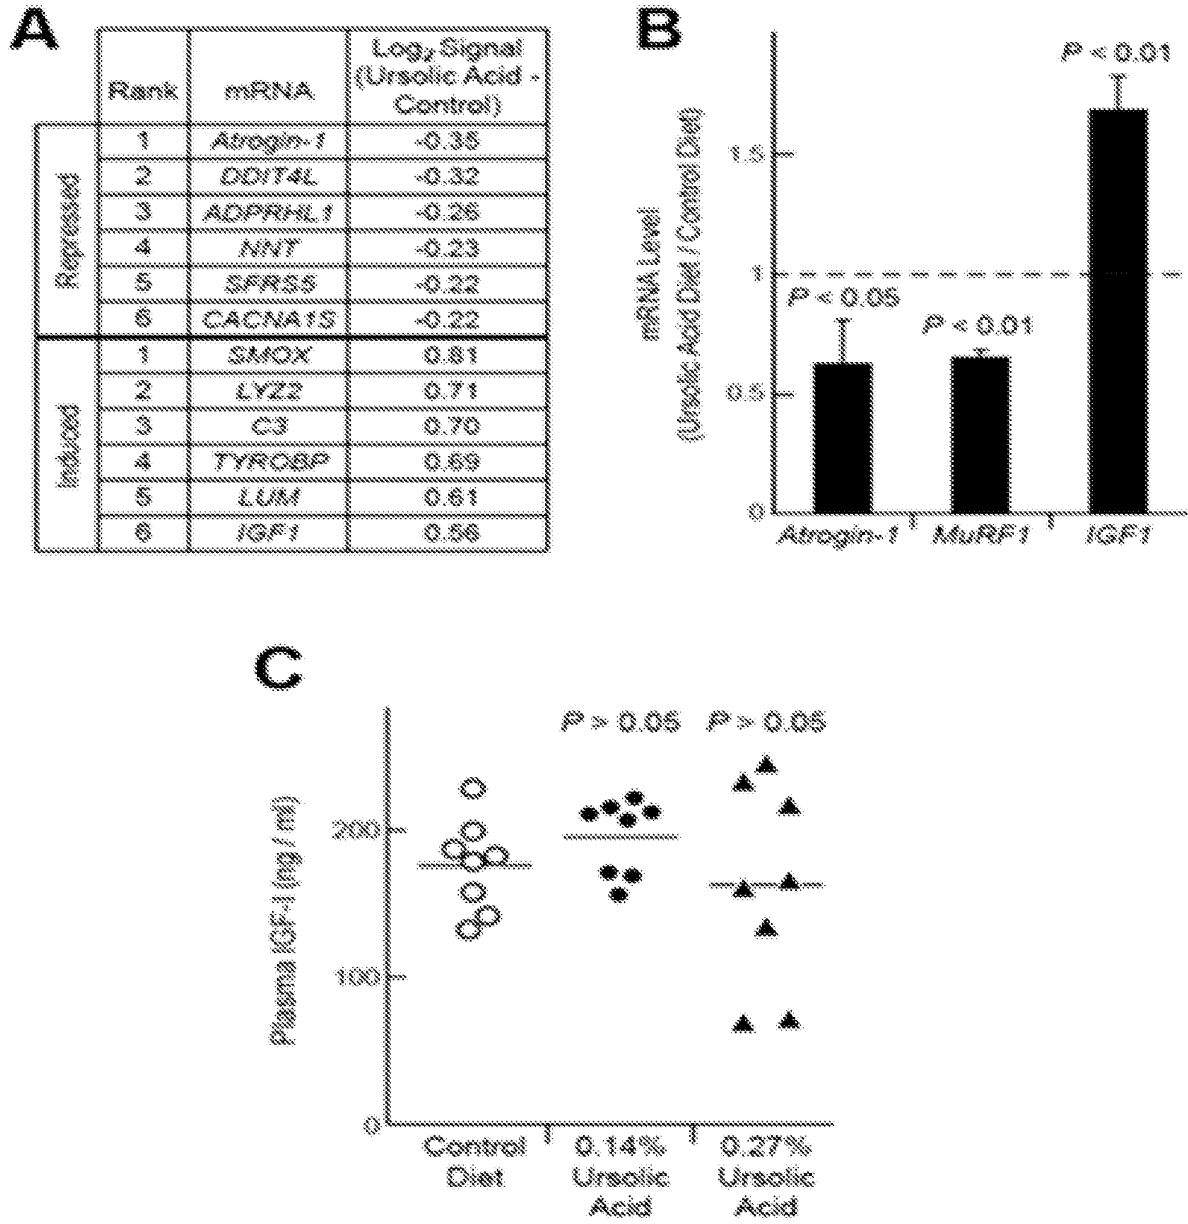 A
Rank mRNA Log2 Signal (Ursolic Acid - Control)
Repressed
1 Atrogin-1 -0.35
2 DDIT4L -0.32
3 ADPRHL1 -0.26
4 NNT -0.23
5 SFRS5 -0.22
6 CACNA1S -0.22
Induced
1 SMOX 0.81
2 LYZ2 0.71
3 C3 0.70
4 TYROBP 0.69
5 LUM 0.61
6 IGF1 0.56
B
mRNA Level
(Ursolic Acid Diet / Control Diet)
1.5
1
0.5
0
P < 0.05
P < 0.01
P < 0.01
Atrogin-1 MuRF1 IGF1
C
Plasma IGF-I (ng / ml)
200
100
0
P > 0.05 P > 0.05
Control
Diet
0.14%
Ursolic
Acid
0.27%
Ursolic
Acid